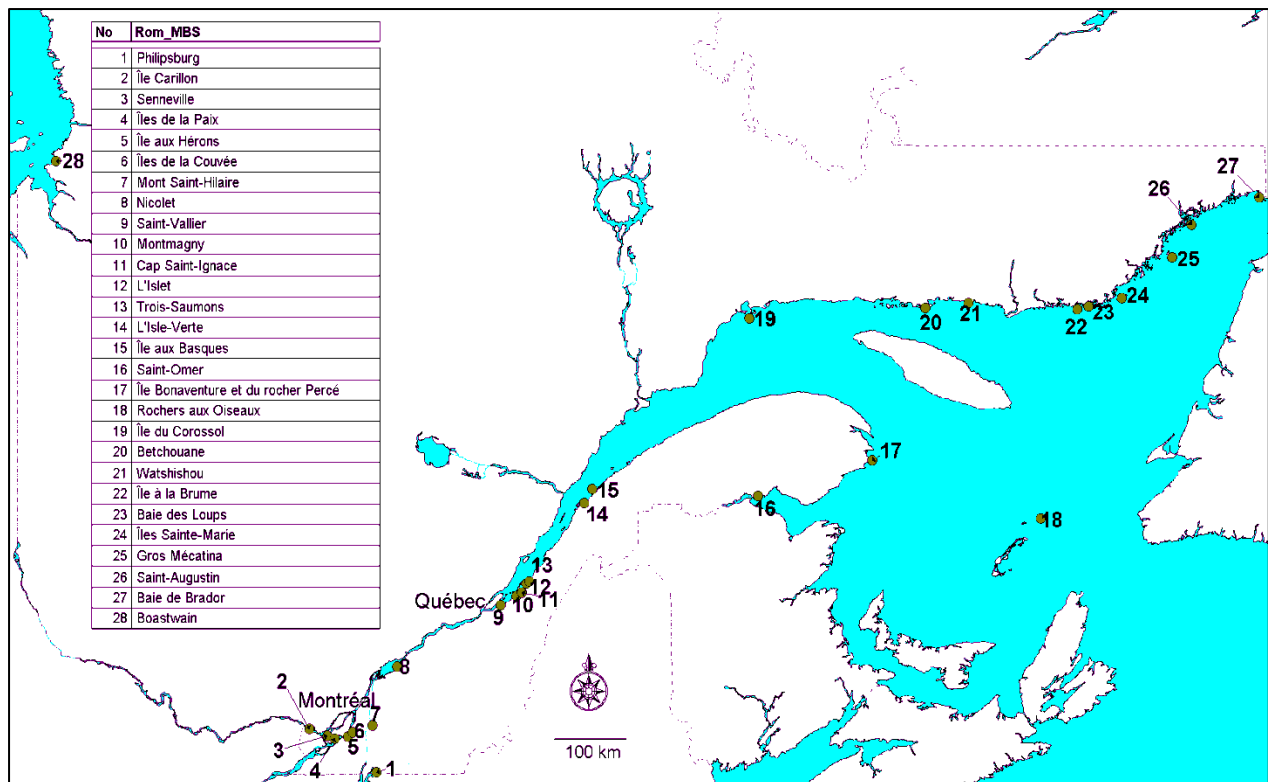 No Rom_MBS
1 Philipsburg
2 Île Carillon
3 Senneville
4 Îles de la Paix
5 Île aux Hérons
6 Îles de la Couvée
7 Mont Saint-Hilaire
8 Nicolet
9 Saint-Vallier
10 Montmagny
11 Cap Saint-Ignace
12 L'Islet
13 Trois-Saumons
14 L'Isle-Verte
15 Île aux Basques
16 Saint-Omer
17 Île Bonaventure et du rocher Percé
18 Rochers aux Oiseaux
19 Île du Corossol
20 Betchouane
21 Watshishou
22 Île à la Brume
23 Baie des Loups
24 Îles Sainte-Marie
25 Gros Mécatina
26 Saint-Augustin
27 Baie de Brador
28 Boastwain
28
27
26
25
24
23
22
21
20
19
17
18
16
15
14
13
12
11
10
9
Québec
8
Montréal
2
7
6
5
3
4
1
100 km